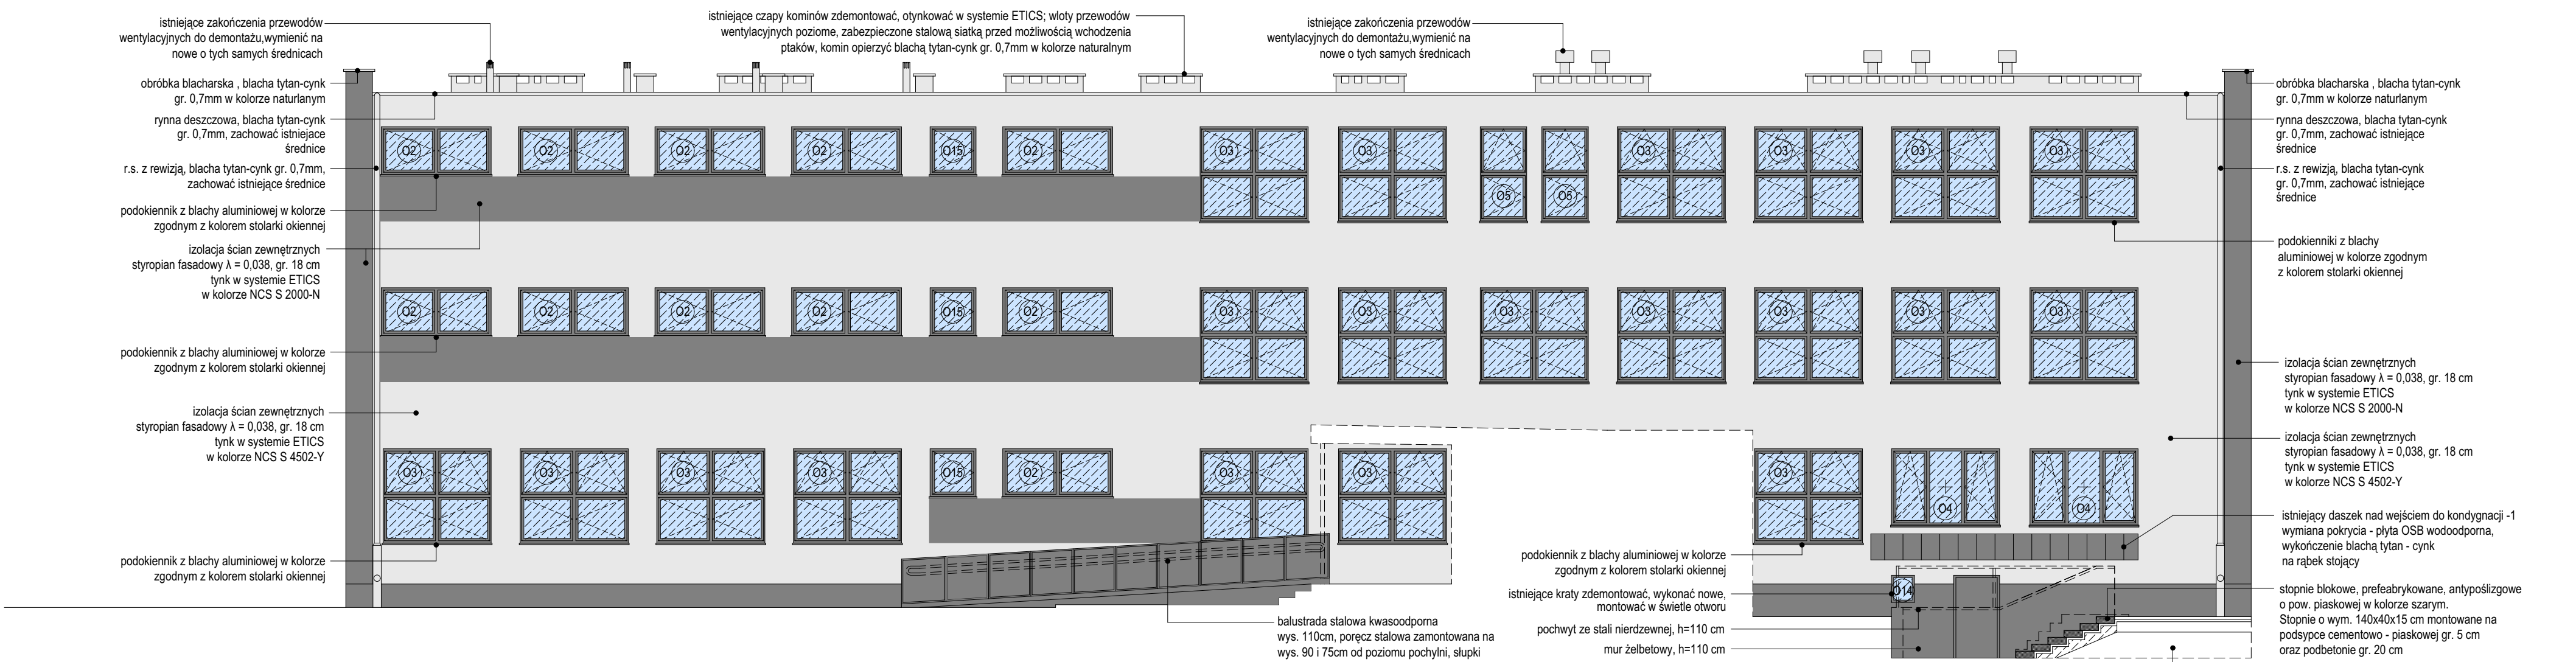 istniejące zakończenia przewodów
wentylacyjnych do demontażu,wymienić na
nowe o tych samych średnicach
obróbka blacharska , blacha tytan-cynk
gr. 0,7mm w kolorze naturlanym
rynna deszczowa, blacha tytan-cynk
gr. 0,7mm, zachować istniejace
średnice
r.s. z rewizją, blacha tytan-cynk gr. 0,7mm,
zachować istniejące średnice
podokiennik z blachy aluminiowej w kolorze
zgodnym z kolorem stolarki okiennej
izolacja ścian zewnętrznych
styropian fasadowy λ = 0,038, gr. 18 cm
tynk w systemie ETICS
w kolorze NCS S 2000-N
podokiennik z blachy aluminiowej w kolorze
zgodnym z kolorem stolarki okiennej
izolacja ścian zewnętrznych
styropian fasadowy λ = 0,038, gr. 18 cm
tynk w systemie ETICS
w kolorze NCS S 4502-Y
podokiennik z blachy aluminiowej w kolorze
zgodnym z kolorem stolarki okiennej
istniejące czapy kominów zdemontować, otynkować w systemie ETICS; wloty przewodów
wentylacyjnych poziome, zabezpieczone stalową siatką przed możliwością wchodzenia
ptaków, komin opierzyć blachą tytan-cynk gr. 0,7mm w kolorze naturalnym
istniejące zakończenia przewodów
wentylacyjnych do demontażu,wymienić na
nowe o tych samych średnicach
O2 O2 O2 O2 O15 O2 O3 O3 O3 O3 O3 O3
O5 O5
O2 O2 O2 O2 O15 O2 O3 O3 O3 O3 O3 O3 O3
O3 O3 O3 O3 O15 O2 O3 O3 O3
O4 O4
O14
balustrada stalowa kwasoodporna
wys. 110cm, poręcz stalowa zamontowana na
wys. 90 i 75cm od poziomu pochylni, słupki
podokiennik z blachy aluminiowej w kolorze
zgodnym z kolorem stolarki okiennej
istniejące kraty zdemontować, wykonać nowe,
montować w świetle otworu
pochwyt ze stali nierdzewnej, h=110 cm
mur żelbetowy, h=110 cm
obróbka blacharska , blacha tytan-cynk
gr. 0,7mm w kolorze naturlanym
rynna deszczowa, blacha tytan-cynk
gr. 0,7mm, zachować istniejące
średnice
r.s. z rewizją, blacha tytan-cynk
gr. 0,7mm, zachować istniejące
średnice
podokienniki z blachy
aluminiowej w kolorze zgodnym
z kolorem stolarki okiennej
izolacja ścian zewnętrznych
styropian fasadowy λ = 0,038, gr. 18 cm
tynk w systemie ETICS
w kolorze NCS S 2000-N
izolacja ścian zewnętrznych
styropian fasadowy λ = 0,038, gr. 18 cm
tynk w systemie ETICS
w kolorze NCS S 4502-Y
istniejący daszek nad wejściem do kondygnacji -1
wymiana pokrycia - płyta OSB wodoodporna,
wykończenie blachą tytan - cynk
na rąbek stojący
stopnie blokowe, prefeabrykowane, antypoślizgowe
o pow. piaskowej w kolorze szarym.
Stopnie o wym. 140x40x15 cm montowane na
podsypce cementowo - piaskowej gr. 5 cm
oraz podbetonie gr. 20 cm